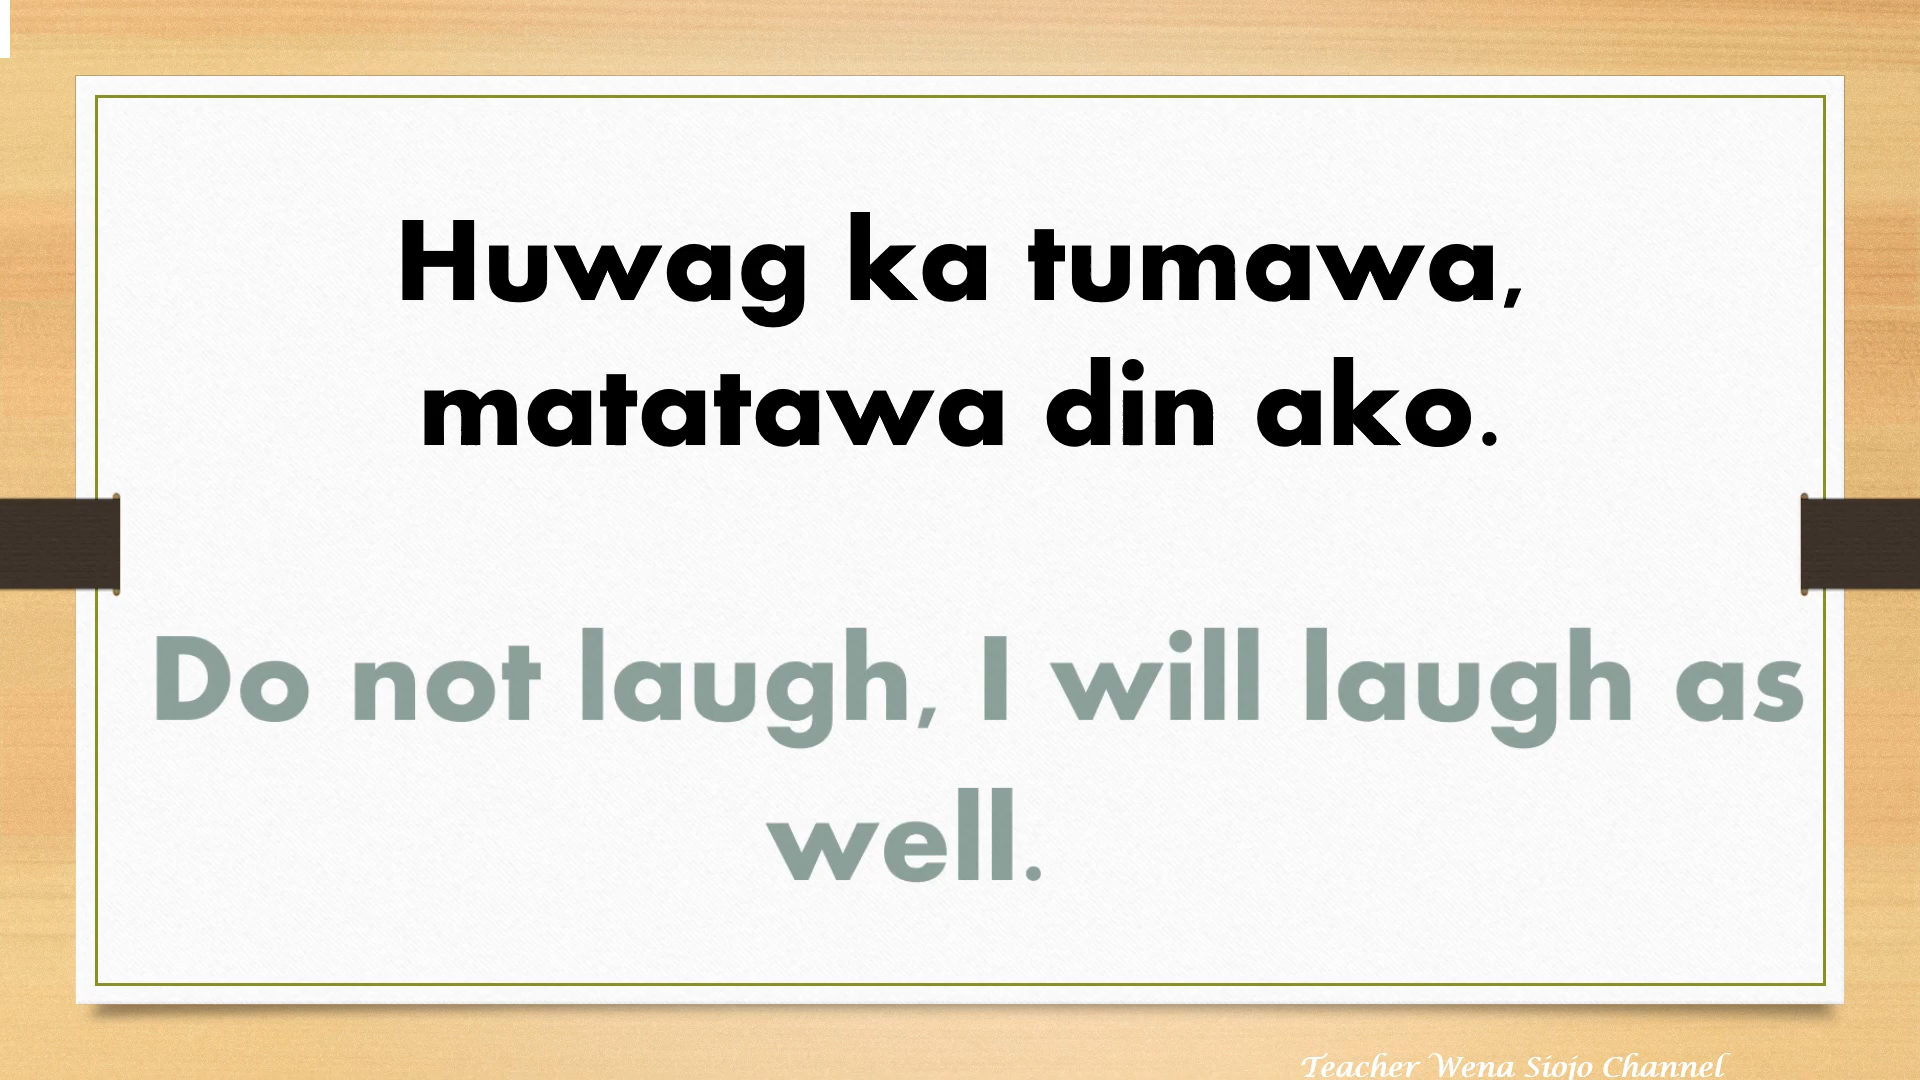 Huwag ka tumawa,
matatawa din ako.
Do not laugh, I will laugh as
well.
Teacher Wena Siojo Channel